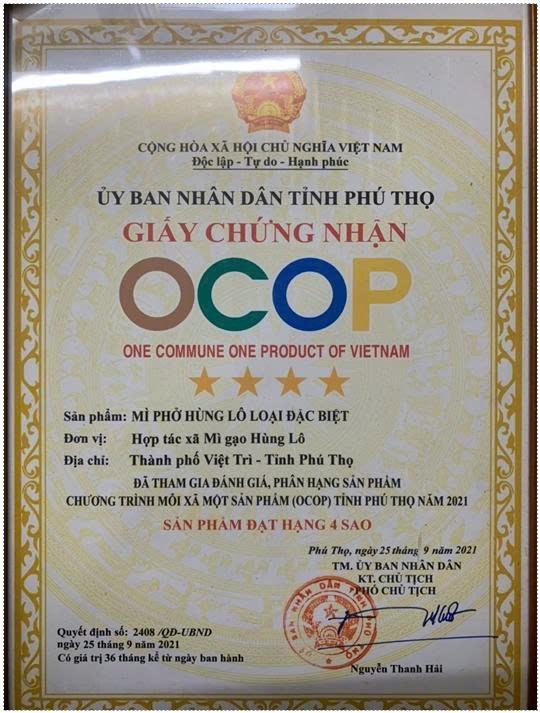 CỘNG HÒA XÃ HỘI CHỦ NGHĨA VIỆT NAM
Độc lập - Tự do - Hạnh phúc
ỦY BAN NHÂN DÂN TỈNH PHÚ THỌ
GIẤY CHỨNG NHẬN
OCOP
ONE COMMUNE ONE PRODUCT OF VIETNAM
Sản phẩm: MÌ PHỞ HÙNG LÔ LOẠI ĐẶC BIỆT
Đơn vị: Hợp tác xã Mì gạo Hùng Lô
Địa chỉ: Thành phố Việt Trì - Tỉnh Phú Thọ
ĐÃ THAM GIA ĐÁNH GIÁ, PHÂN HẠNG SẢN PHẨM
CHƯƠNG TRÌNH MỖI XÃ MỘT SẢN PHẨM (OCOP) TỈNH PHÚ THỌ NĂM 2021
SẢN PHẨM ĐẠT HẠNG 4 SAO
Phú Thọ, ngày 25 tháng 9 năm 2021
TM. ỦY BAN NHÂN DÂN
KT. CHỦ TỊCH
PHÓ CHỦ TỊCH
Quyết định số: 2408 /QĐ-UBND
ngày 25 tháng 9 năm 2021
Có giá trị 36 tháng kể từ ngày ban hành
Nguyễn Thanh Hải